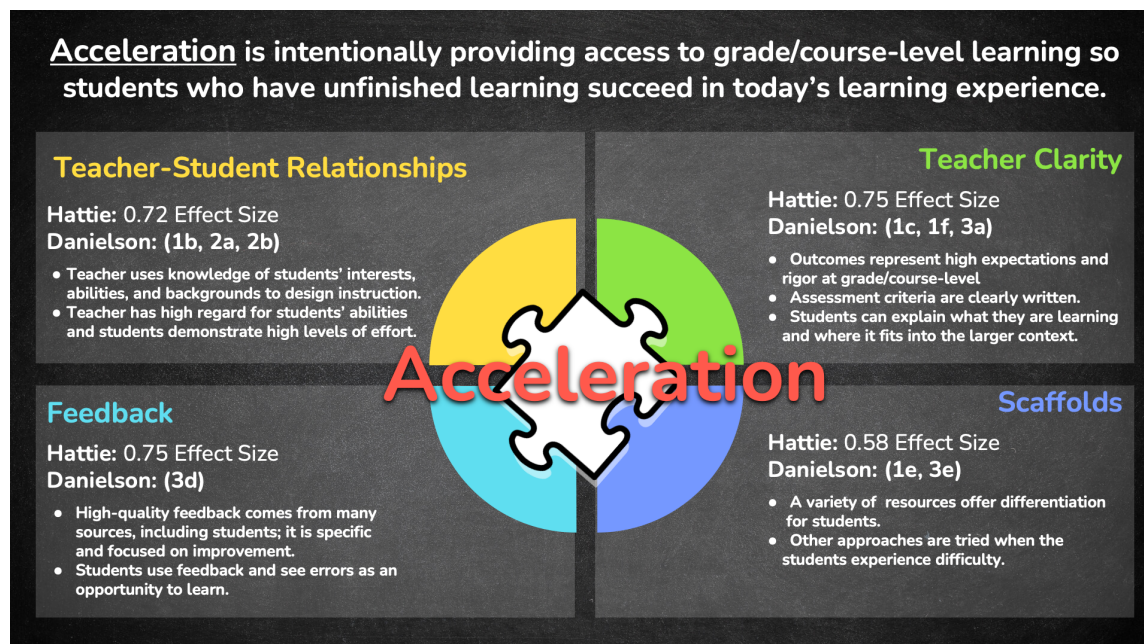 Acceleration is intentionally providing access to grade/course-level learning so
students who have unfinished learning succeed in today's learning experience.
Teacher-Student Relationships
Hattie: 0.72 Effect Size
Danielson: (1b, 2a, 2b)
● Teacher uses knowledge of students' interests,
abilities, and backgrounds to design instruction.
● Teacher has high regard for students' abilities
and students demonstrate high levels of effort.
Teacher Clarity
Hattie: 0.75 Effect Size
Danielson: (1c, 1f, 3a)
● Outcomes represent high expectations and
rigor at grade/course-level
● Assessment criteria are clearly written.
● Students can explain what they are learning
and where it fits into the larger context.
Acceleration
Feedback
Hattie: 0.75 Effect Size
Danielson: (3d)
● High-quality feedback comes from many
sources, including students; it is specific
and focused on improvement.
● Students use feedback and see errors as an
opportunity to learn.
Scaffolds
Hattie: 0.58 Effect Size
Danielson: (1e, 3e)
● A variety of resources offer differentiation
for students.
● Other approaches are tried when the
students experience difficulty.